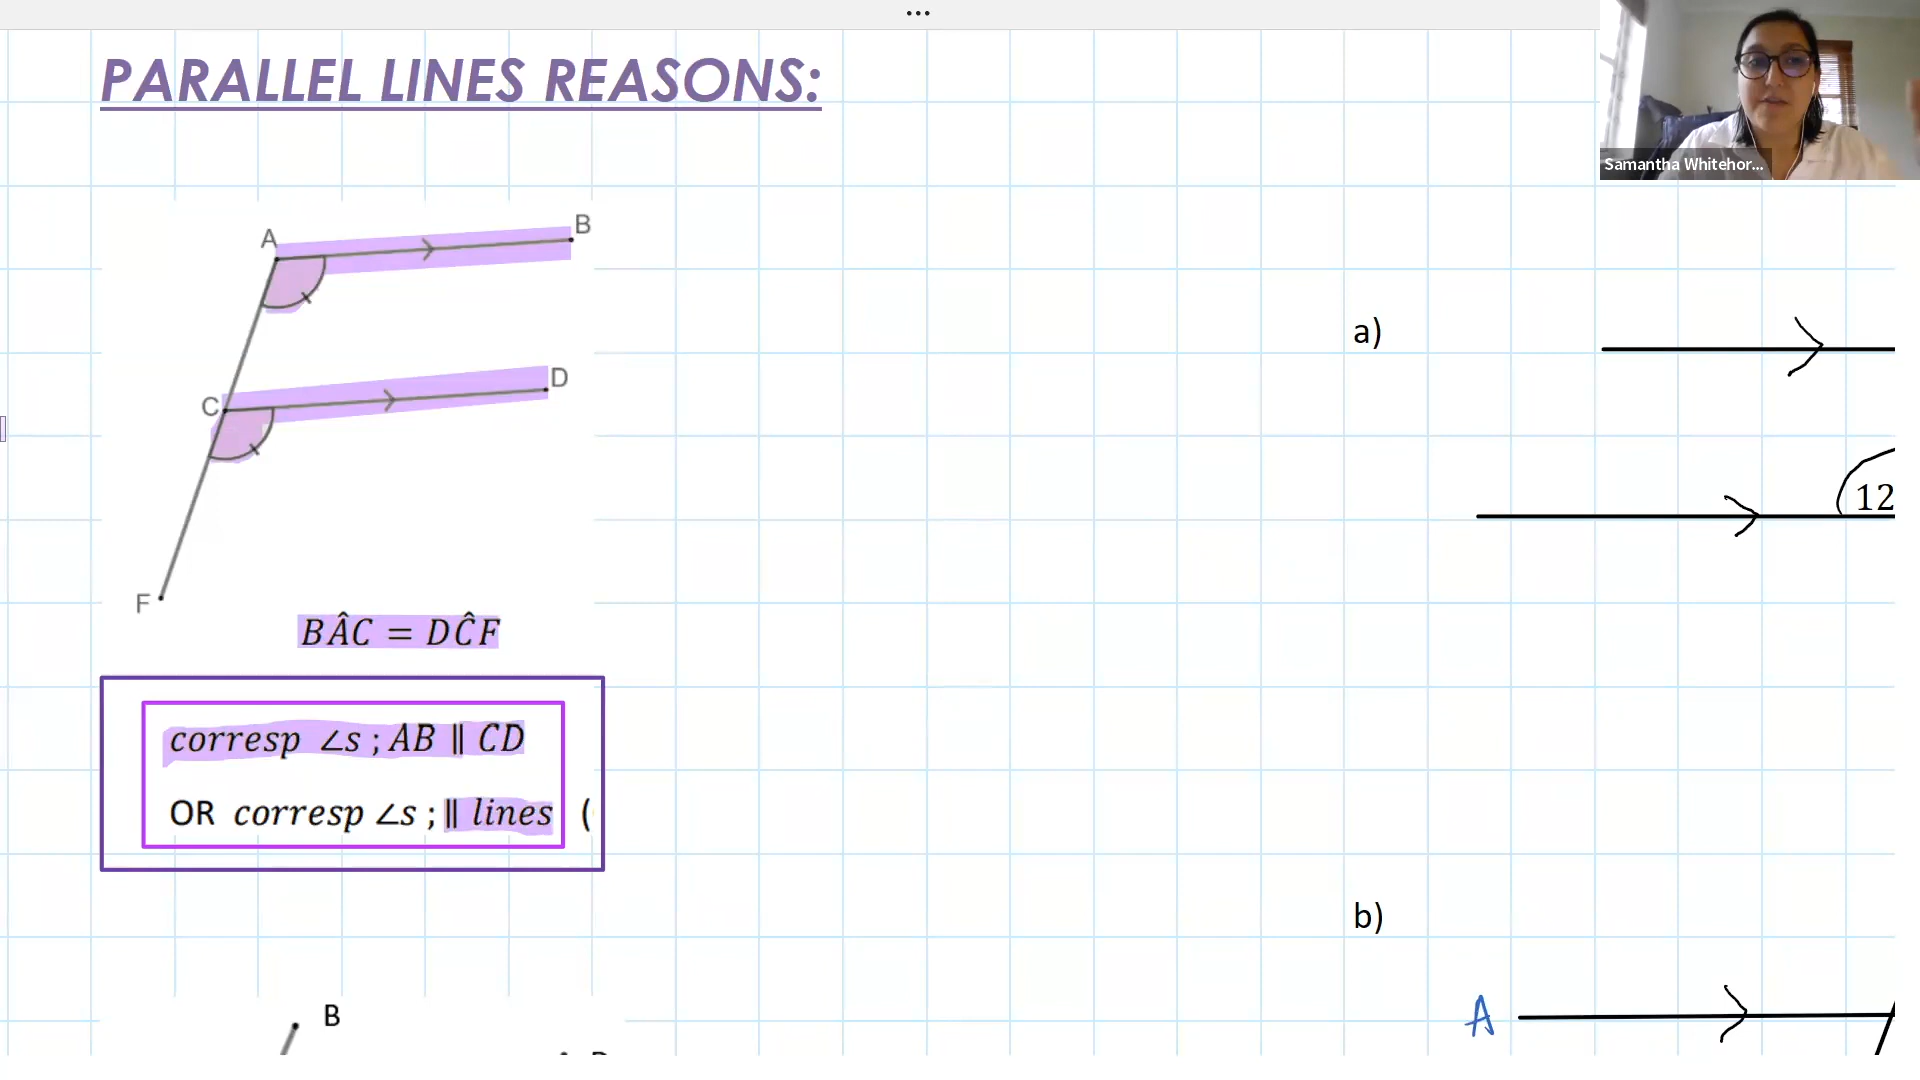 PARALLEL LINES REASONS:
Samantha Whitehor...
A
B
C
D
F
BÂC = DĈF
corresp ∠s ; AB ∥ CD
OR corresp ∠s ; ∥ lines (
a)
12
b)
A
B